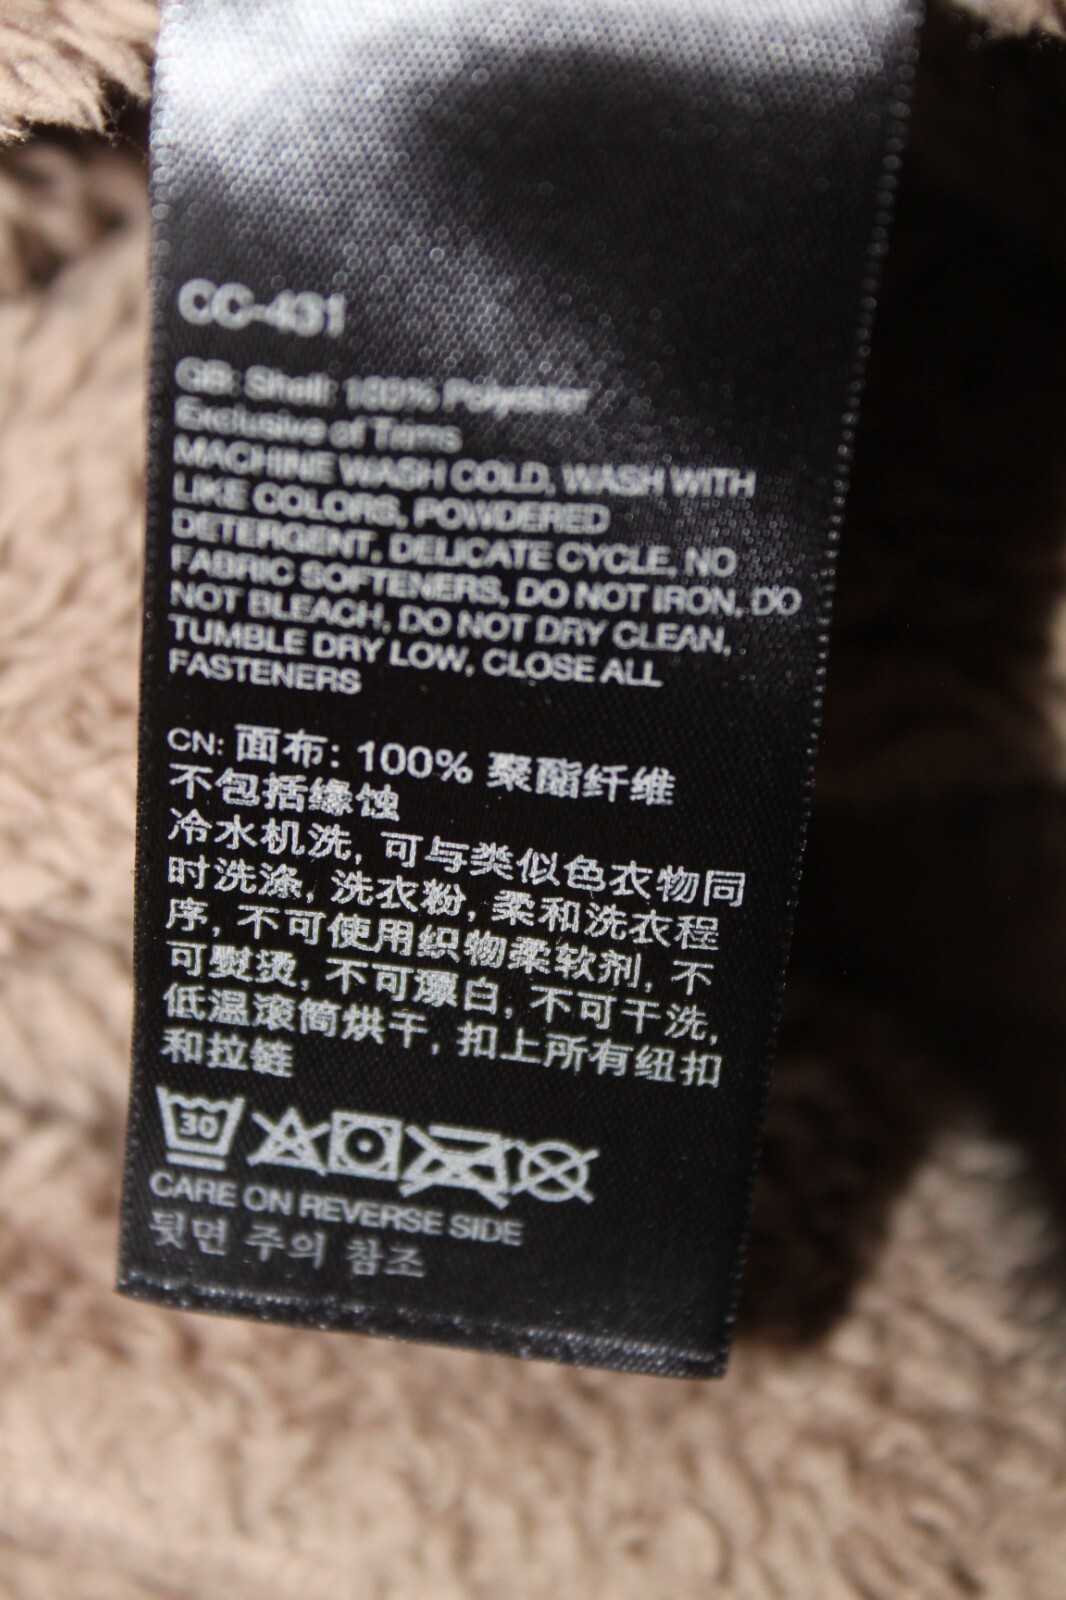 CC-431
GB: Shell: 100% Polyester
Exclusive of Trims
MACHINE WASH COLD, WASH WITH
LIKE COLORS, POWDERED
DETERGENT, DELICATE CYCLE, NO
FABRIC SOFTENERS, DO NOT IRON, DO
NOT BLEACH, DO NOT DRY CLEAN,
TUMBLE DRY LOW, CLOSE ALL
FASTENERS
CN: 面布: 100% 聚酯纤维
不包括缘蚀
冷水机洗, 可与类似色衣物同
时洗涤, 洗衣粉, 柔和洗衣程
序, 不可使用织物柔软剂, 不
可熨烫, 不可漂白, 不可干洗,
低温滚筒烘干, 扣上所有纽扣
和拉链
30
CARE ON REVERSE SIDE
뒷면 주의 참조